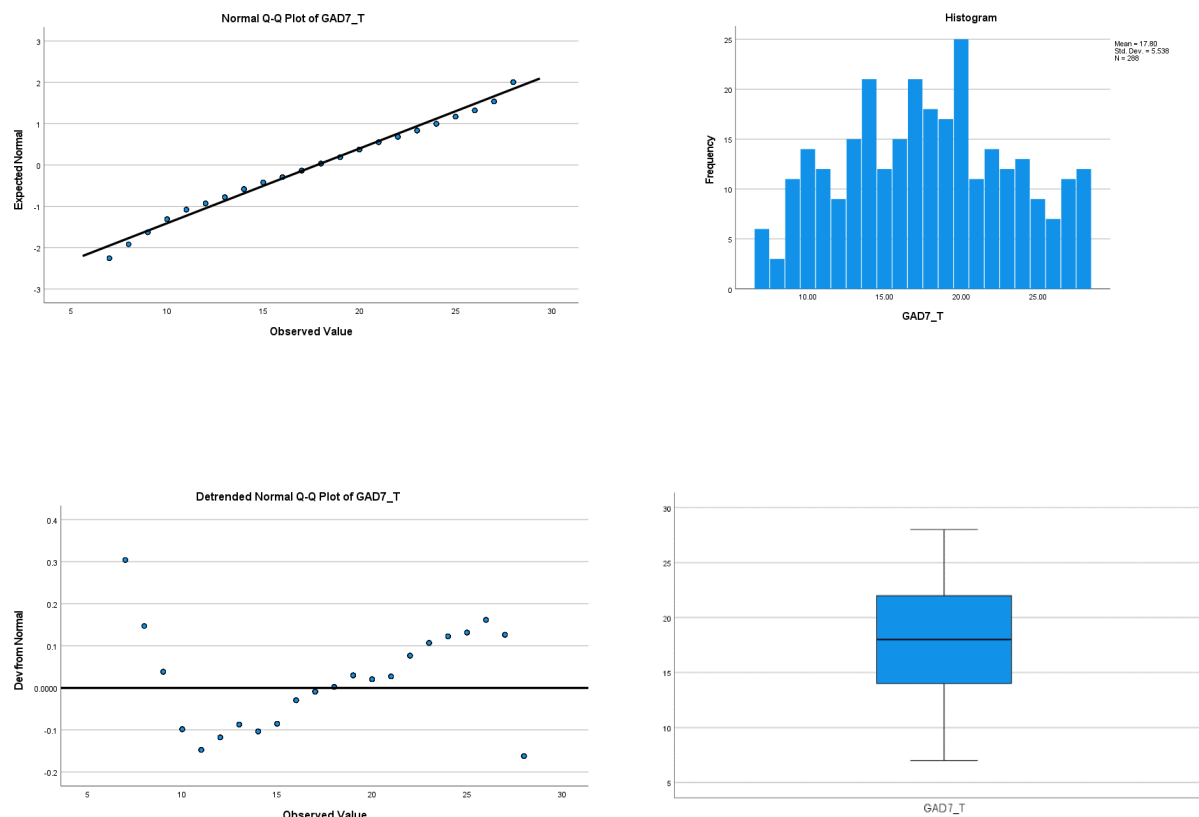 Normal Q-Q Plot of GAD7_T
3
2
1
0
-1
-2
-3
Expected Normal
5 10 15 20 25 30
Observed Value
Histogram
Mean = 17.80
Std. Dev. = 5.538
N = 288
25
20
15
10
5
0
Frequency
10.00 15.00 20.00 25.00
GAD7_T
Detrended Normal Q-Q Plot of GAD7_T
0.4
0.3
0.2
0.1
0.0000
-0.1
-0.2
Dev from Normal
5 10 15 20 25 30
Observed Value
30
25
20
15
10
5
GAD7_T